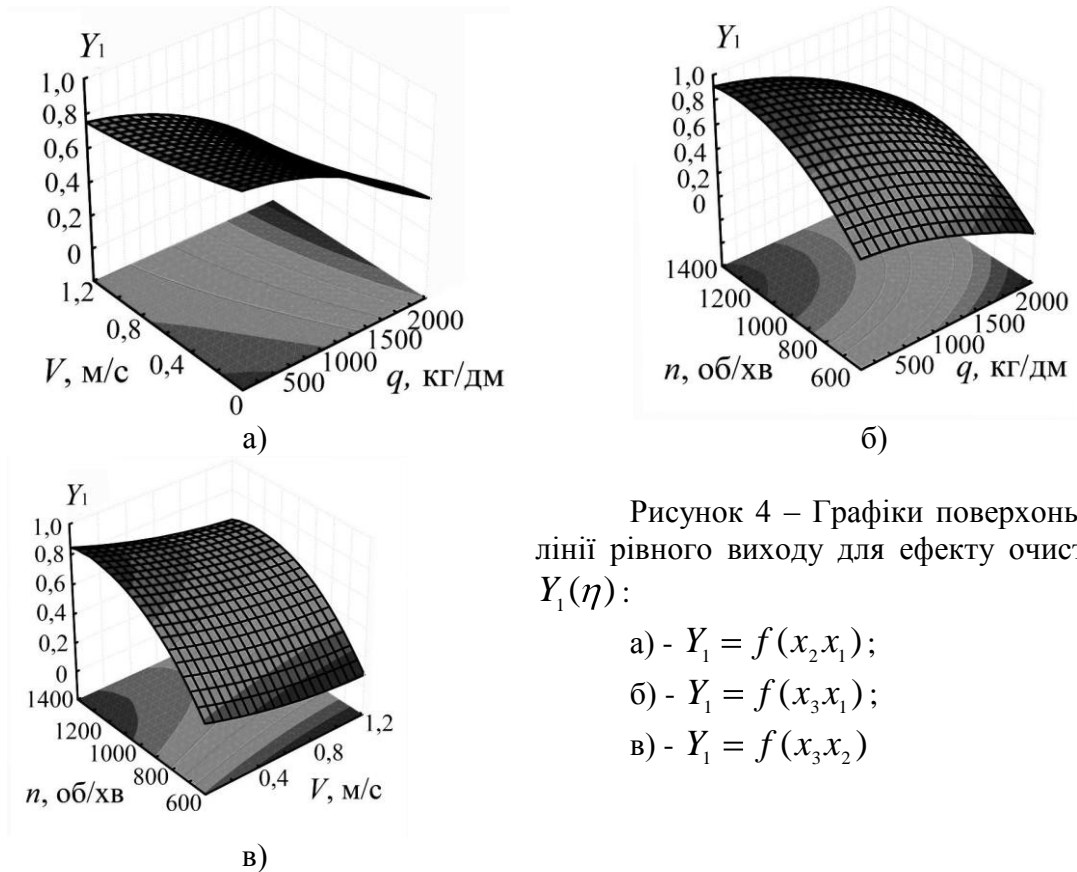 Y1
1,0
0,8
0,6
0,4
0,2
0
1,2
0,8
0,4
0
V, м/с
500
1000
1500
2000
q, кг/дм
а)
Y1
1,0
0,8
0,6
0,4
0,2
0
1400
1200
1000
800
600
n, об/хв
500
1000
1500
2000
q, кг/дм
б)
Y1
1,0
0,8
0,6
0,4
0,2
0
1400
1200
1000
800
600
n, об/хв
0,4
0,8
1,2
V, м/с
в)
Рисунок 4 – Графіки поверхонь
лінії рівного виходу для ефекту очист
Y₁(η):
а) - Y₁ = f(x₂x₁);
б) - Y₁ = f(x₃x₁);
в) - Y₁ = f(x₃x₂)